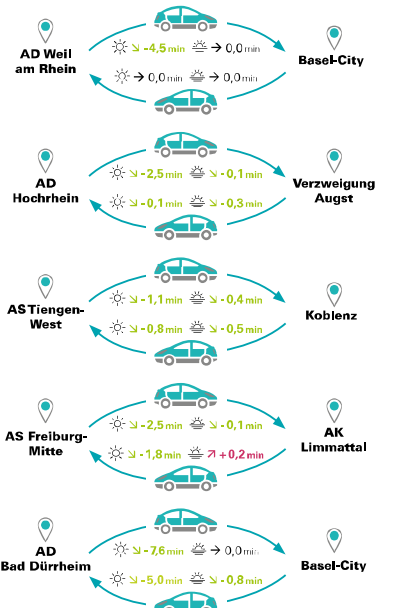 AD Weil
am Rhein
↘ -4,5 min → 0,0 min
→ 0,0 min → 0,0 min
Basel-City
AD
Hochrhein
↘ -2,5 min ↘ -0,1 min
↘ -0,1 min ↘ -0,3 min
Verzweigung
Augst
AS Tiengen-
West
↘ -1,1 min ↘ -0,4 min
↘ -0,8 min ↘ -0,5 min
Koblenz
AS Freiburg-
Mitte
↘ -2,5 min ↘ -0,1 min
↘ -1,8 min ↗ +0,2 min
AK
Limmattal
AD
Bad Dürrheim
↘ -7,6 min → 0,0 min
↘ -5,0 min ↘ -0,8 min
Basel-City